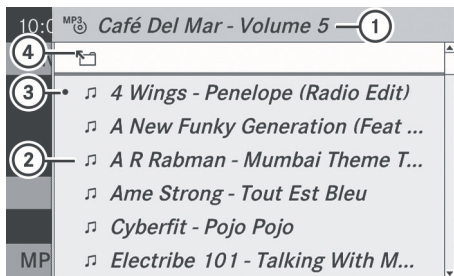 10:0 MP3 Café Del Mar - Volume 5 1
4
3 4 Wings - Penelope (Radio Edit)
A New Funky Generation (Feat ...
2 A R Rabman - Mumbai Theme T...
Ame Strong - Tout Est Bleu
Cyberfit - Pojo Pojo
MP Electribe 101 - Talking With M...